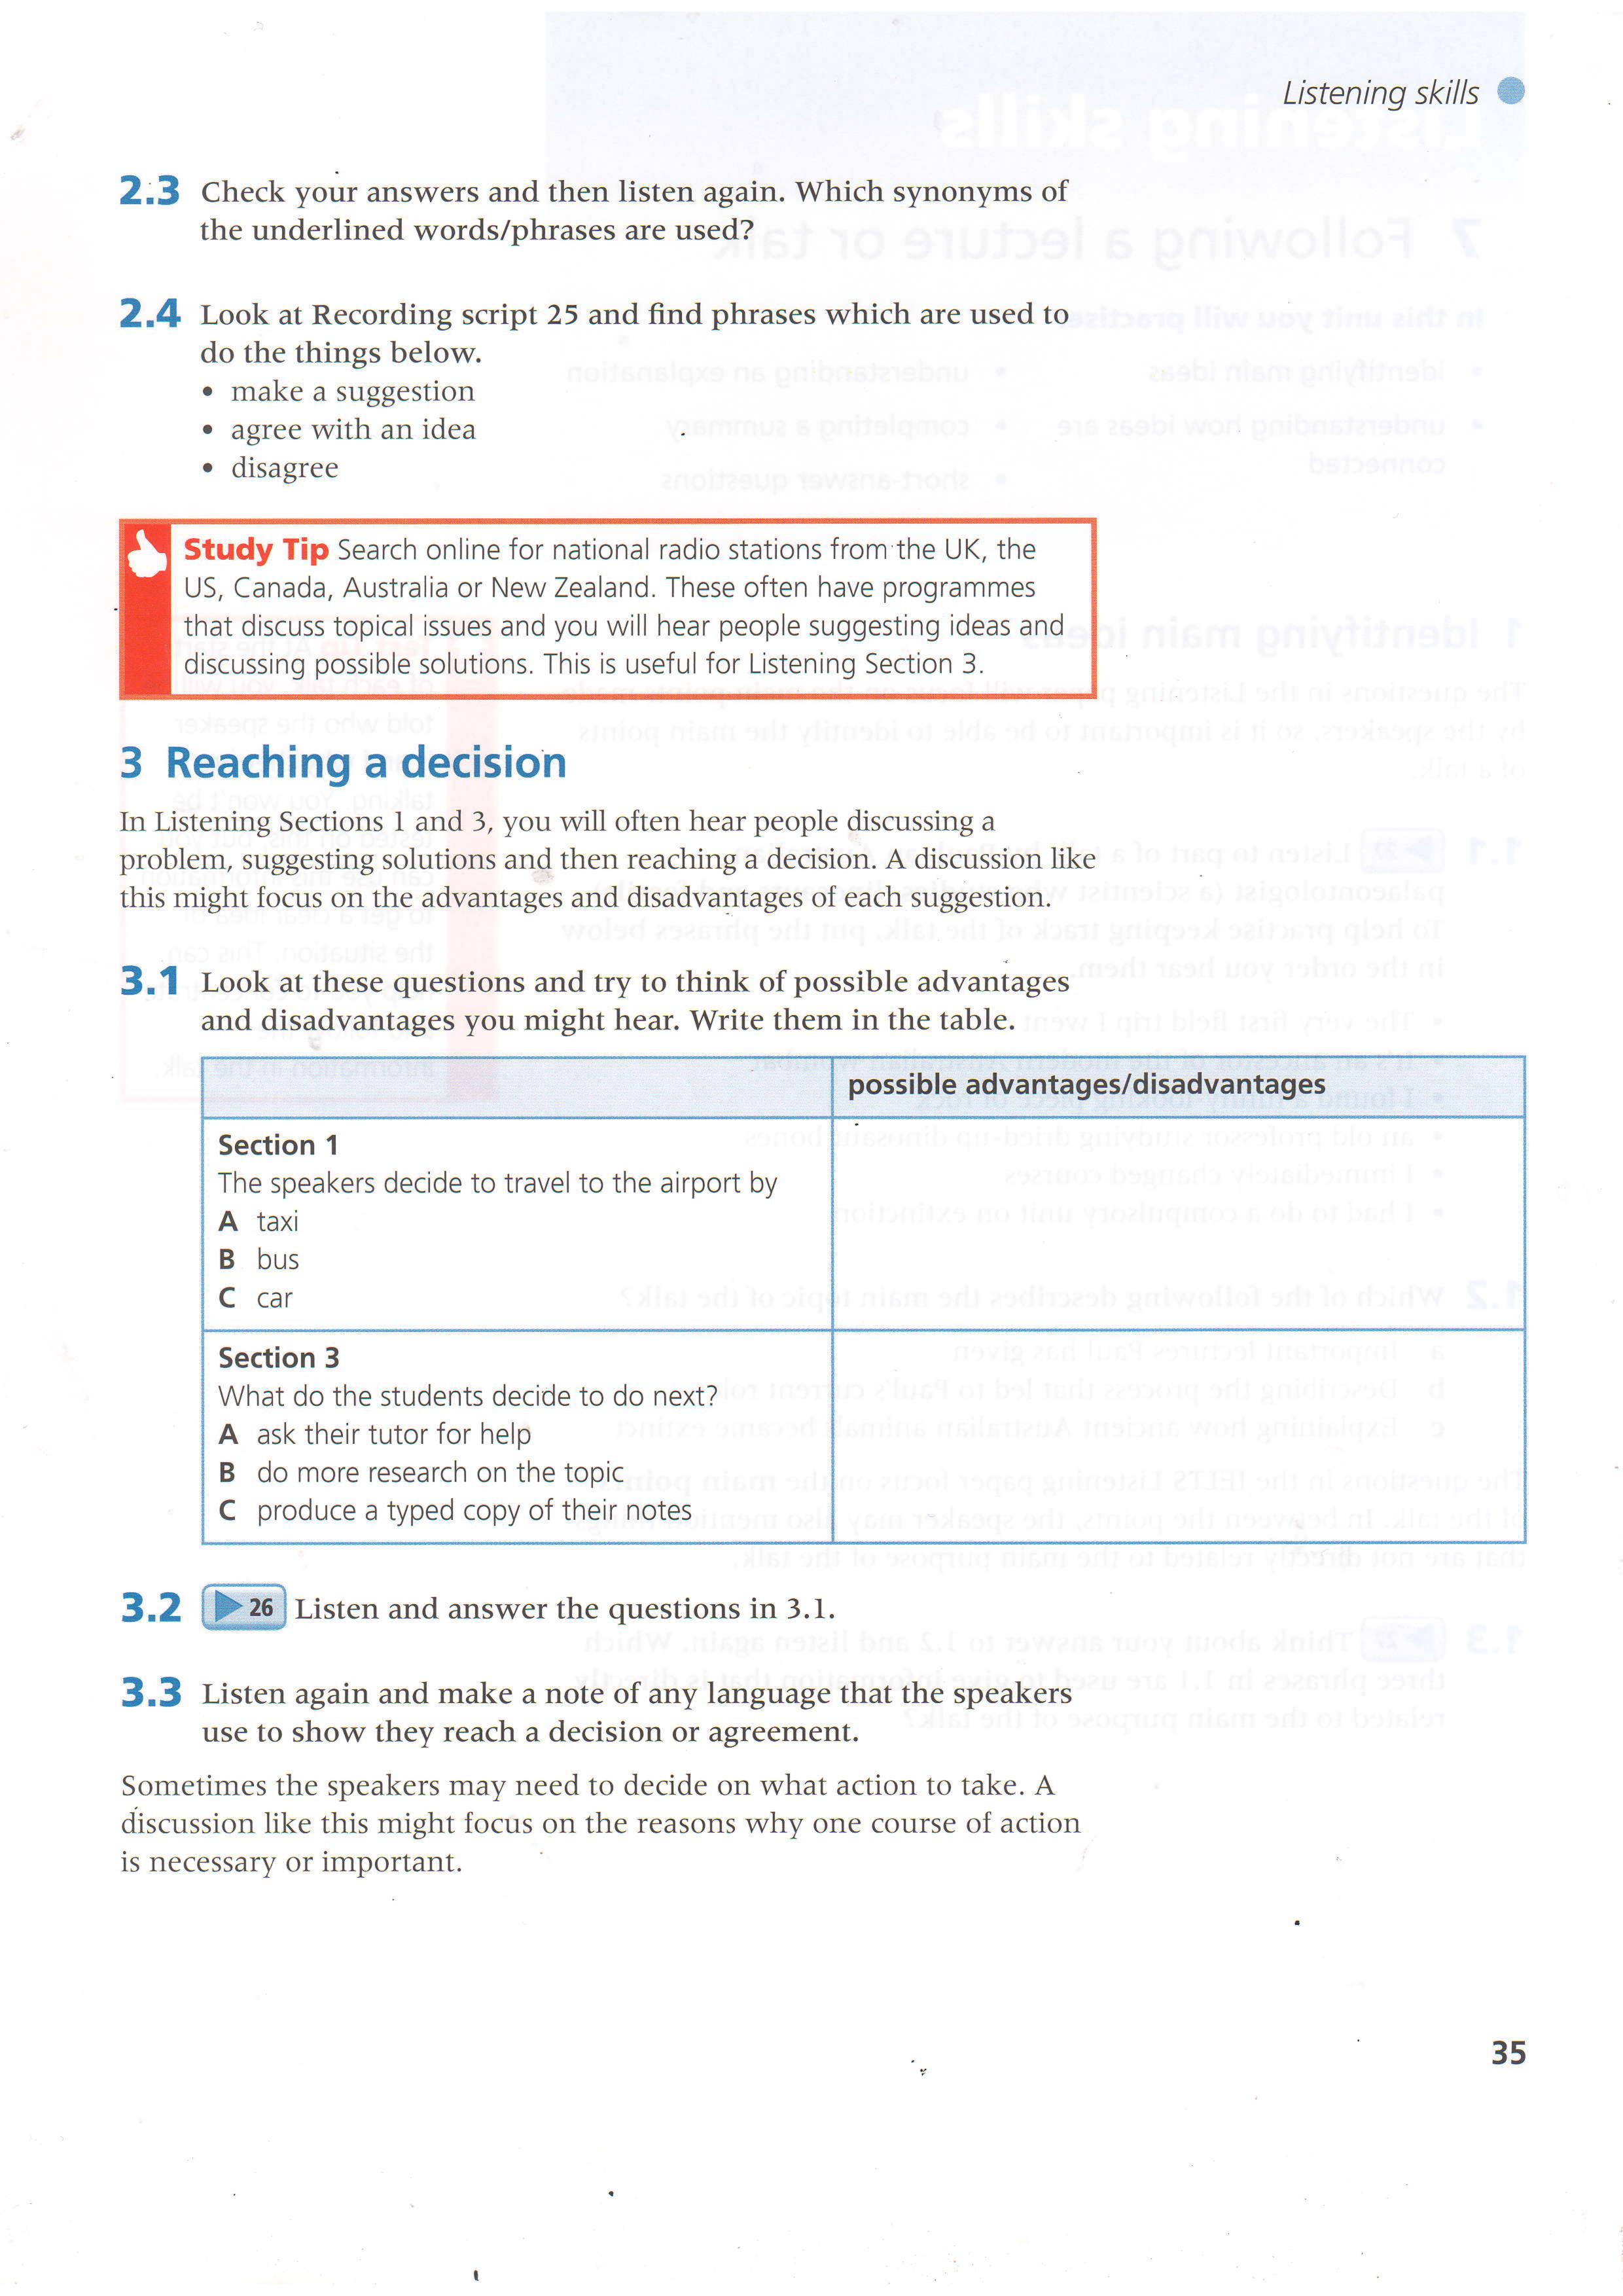 Listening skills
2.3 Check your answers and then listen again. Which synonyms of
the underlined words/phrases are used?
2.4 Look at Recording script 25 and find phrases which are used to
do the things below.
• make a suggestion
• agree with an idea
• disagree
Study Tip Search online for national radio stations from the UK, the
US, Canada, Australia or New Zealand. These often have programmes
that discuss topical issues and you will hear people suggesting ideas and
discussing possible solutions. This is useful for Listening Section 3.
3 Reaching a decision
In Listening Sections 1 and 3, you will often hear people discussing a
problem, suggesting solutions and then reaching a decision. A discussion like
this might focus on the advantages and disadvantages of each suggestion.
3.1 Look at these questions and try to think of possible advantages
and disadvantages you might hear. Write them in the table.
possible advantages/disadvantages
Section 1
The speakers decide to travel to the airport by
A taxi
B bus
C car
Section 3
What do the students decide to do next?
A ask their tutor for help
B do more research on the topic
C produce a typed copy of their notes
3.2 26 Listen and answer the questions in 3.1.
3.3 Listen again and make a note of any language that the speakers
use to show they reach a decision or agreement.
Sometimes the speakers may need to decide on what action to take. A
discussion like this might focus on the reasons why one course of action
is necessary or important.
35